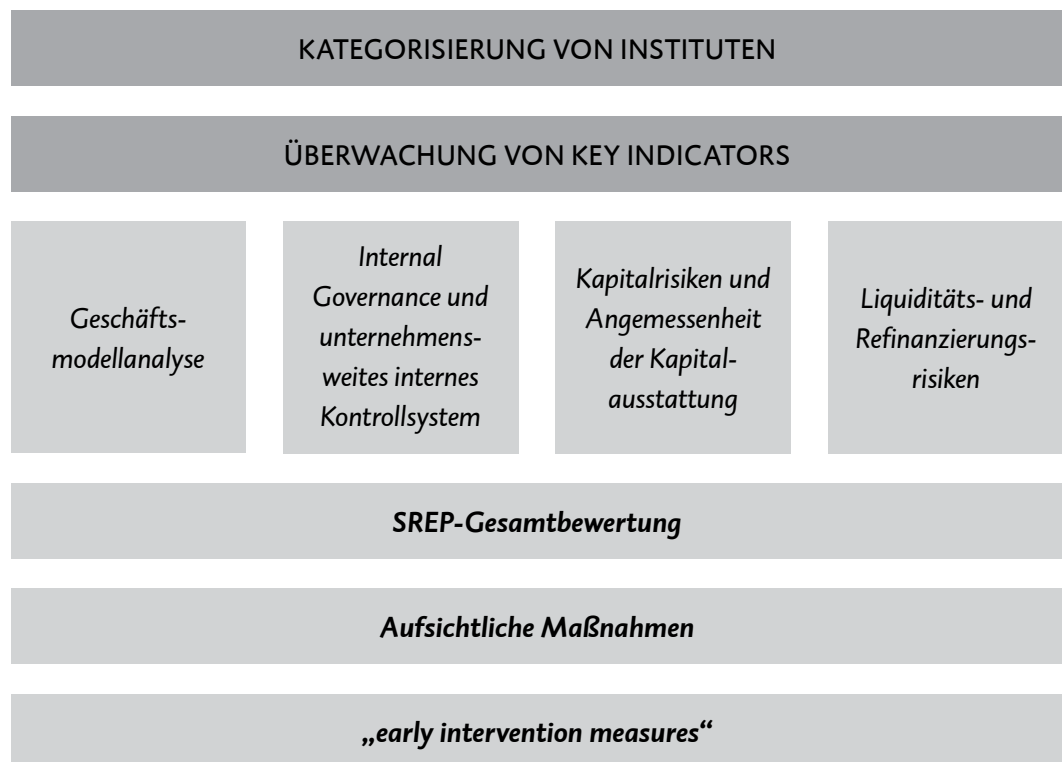 KATEGORISIERUNG VON INSTITUTEN
ÜBERWACHUNG VON KEY INDICATORS
Geschäfts-
modellanalyse
Internal
Governance und
unternehmens-
weites internes
Kontrollsystem
Kapitalrisiken und
Angemessenheit
der Kapital-
ausstattung
Liquiditäts- und
Refinanzierungs-
risiken
SREP-Gesamtbewertung
Aufsichtliche Maßnahmen
„early intervention measures“